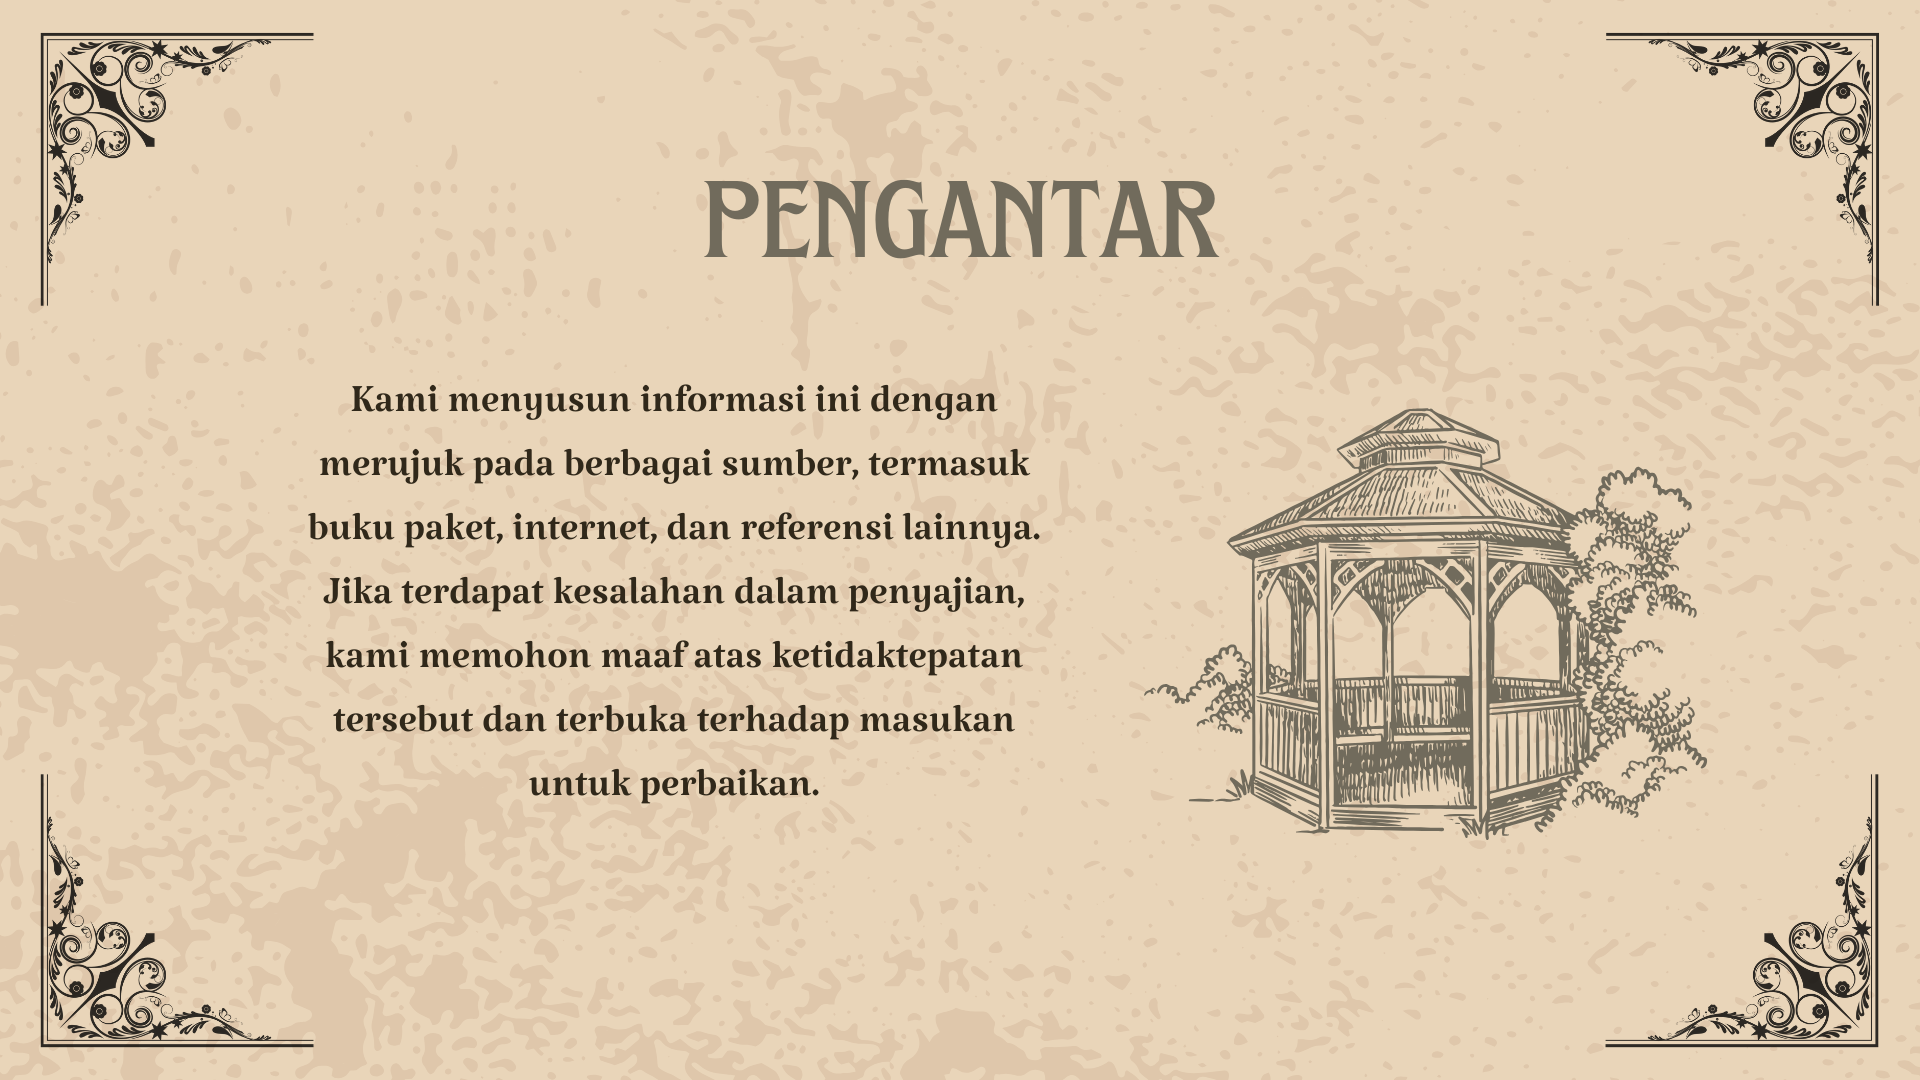 PENGANTAR
Kami menyusun informasi ini dengan
merujuk pada berbagai sumber, termasuk
buku paket, internet, dan referensi lainnya.
Jika terdapat kesalahan dalam penyajian,
kami memohon maaf atas ketidaktepatan
tersebut dan terbuka terhadap masukan
untuk perbaikan.